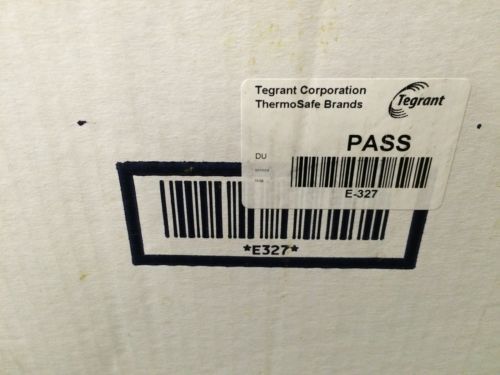 Tegrant Corporation
ThermoSafe Brands
Tegrant
PASS
DU
E-327
*E327*